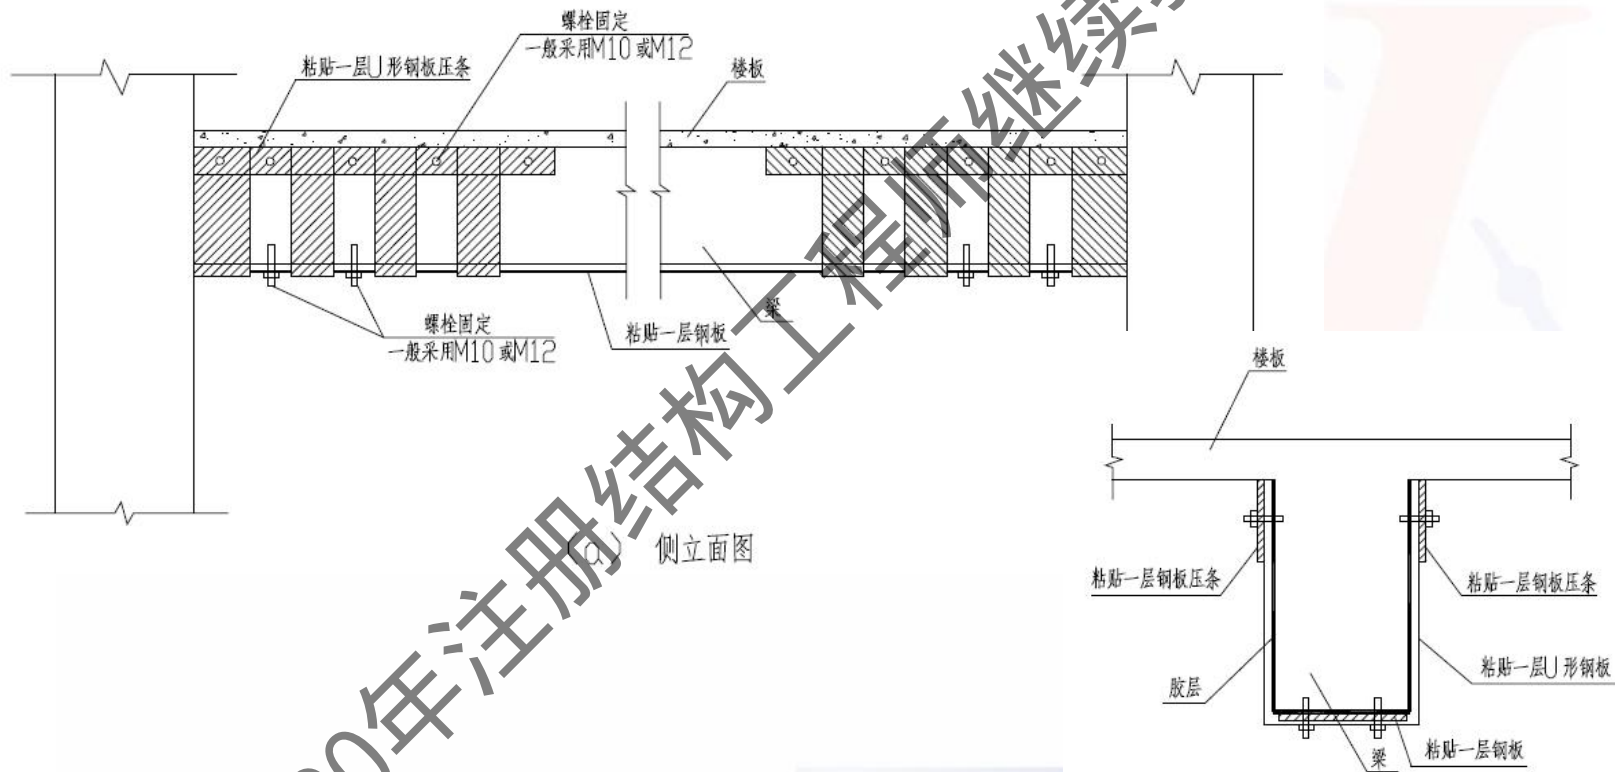 螺栓固定
一般采用M10或M12
粘贴一层U形钢板压条
楼板
螺栓固定
一般采用M10或M12
粘贴一层钢板
梁
(a) 侧立面图
楼板
粘贴一层钢板压条
粘贴一层钢板压条
胶层
粘贴一层U形钢板
梁
粘贴一层钢板
0年注册结构工程师继续